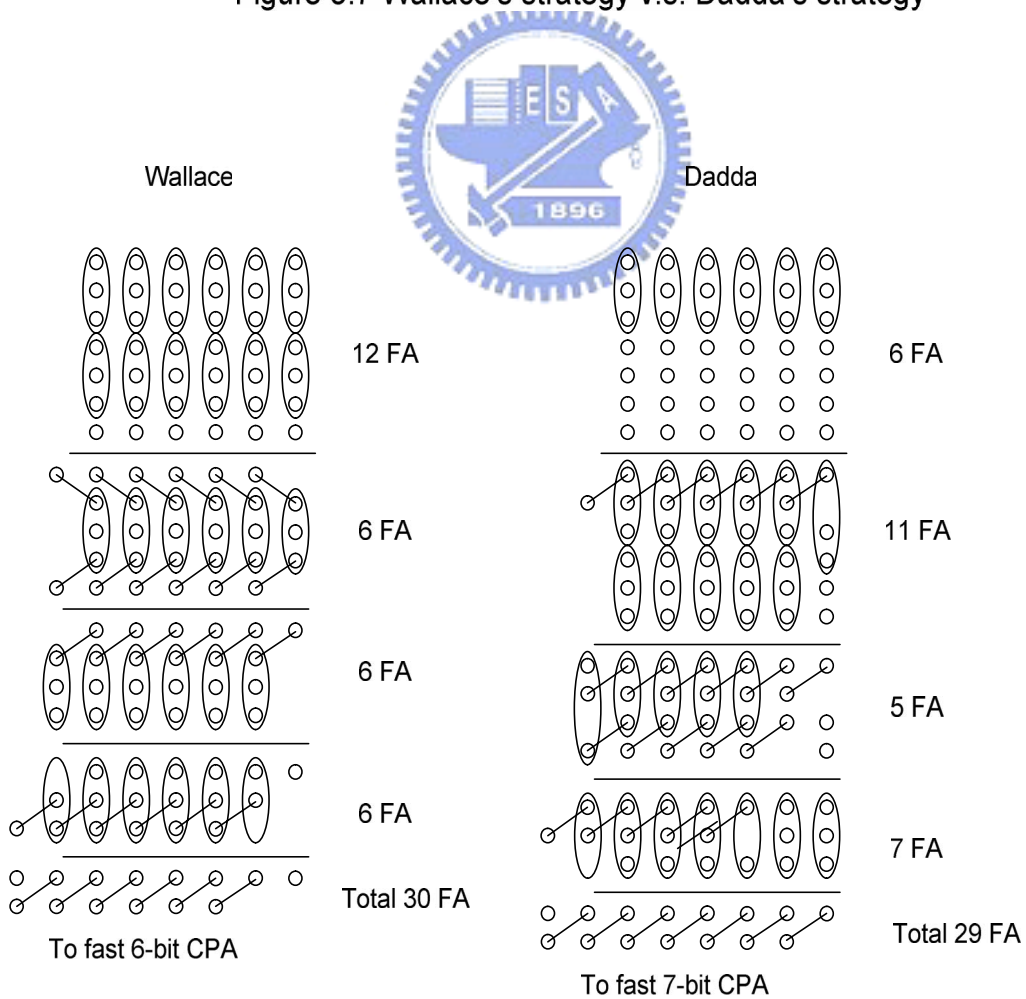 Figure 3.7 Wallace's strategy v.s. Dadda's strategy
E S A
1896
Wallace
12 FA
6 FA
6 FA
6 FA
Total 30 FA
To fast 6-bit CPA
Dadda
6 FA
11 FA
5 FA
7 FA
Total 29 FA
To fast 7-bit CPA